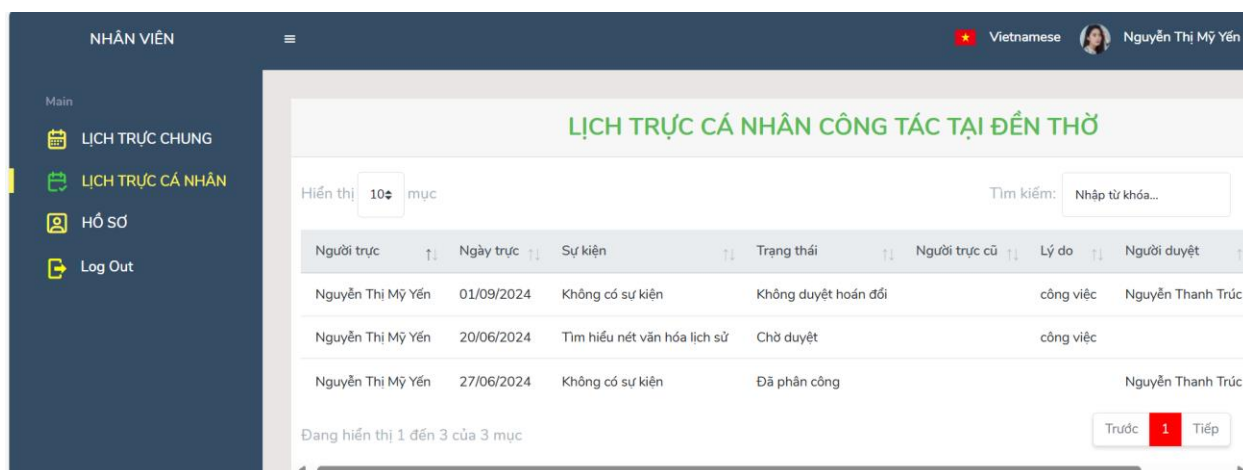 NHÂN VIÊN
Vietnamese
Nguyễn Thị Mỹ Yến
Main
LỊCH TRỰC CHUNG
LỊCH TRỰC CÁ NHÂN
HỒ SƠ
Log Out
LỊCH TRỰC CÁ NHÂN CÔNG TÁC TẠI ĐỀN THỜ
Hiển thị 10 mục
Tìm kiếm: Nhập từ khóa...
Người trực Ngày trực Sự kiện Trạng thái Người trực cũ Lý do Người duyệt
Nguyễn Thị Mỹ Yến 01/09/2024 Không có sự kiện Không duyệt hoán đổi công việc Nguyễn Thanh Trúc
Nguyễn Thị Mỹ Yến 20/06/2024 Tìm hiểu nét văn hóa lịch sử Chờ duyệt công việc
Nguyễn Thị Mỹ Yến 27/06/2024 Không có sự kiện Đã phân công Nguyễn Thanh Trúc
Đang hiển thị 1 đến 3 của 3 mục
Trước 1 Tiếp